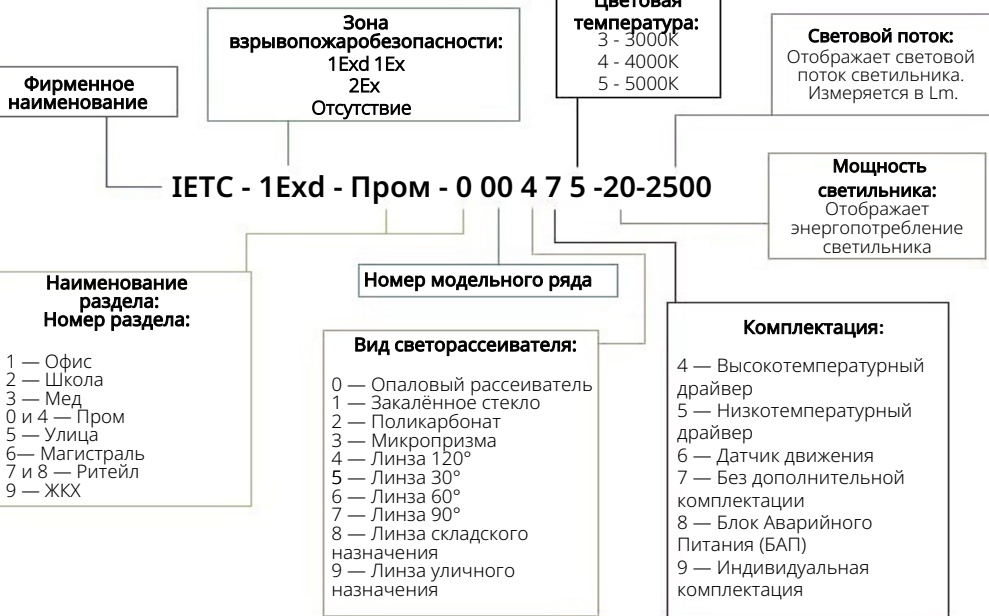 Цветовая
температура:
3 - 3000К
4 - 4000К
5 - 5000К
Зона
взрывопожаробезопасности:
1Exd 1Ex
2Ex
Отсутствие
Световой поток:
Отображает световой
поток светильника.
Измеряется в Lm.
Фирменное
наименование
IETC - 1Exd - Пром - 0 00 4 7 5 -20-2500
Мощность
светильника:
Отображает
энергопотребление
светильника
Номер модельного ряда
Наименование
раздела:
Номер раздела:
1 — Офис
2 — Школа
3 — Мед
0 и 4 — Пром
5 — Улица
6— Магистраль
7 и 8 — Ритейл
9 — ЖКХ
Вид светорассеивателя:
0 — Опаловый рассеиватель
1 — Закалённое стекло
2 — Поликарбонат
3 — Микропризма
4 — Линза 120°
5 — Линза 30°
6 — Линза 60°
7 — Линза 90°
8 — Линза складского
назначения
9 — Линза уличного
назначения
Комплектация:
4 — Высокотемпературный
драйвер
5 — Низкотемпературный
драйвер
6 — Датчик движения
7 — Без дополнительной
комплектации
8 — Блок Аварийного
Питания (БАП)
9 — Индивидуальная
комплектация